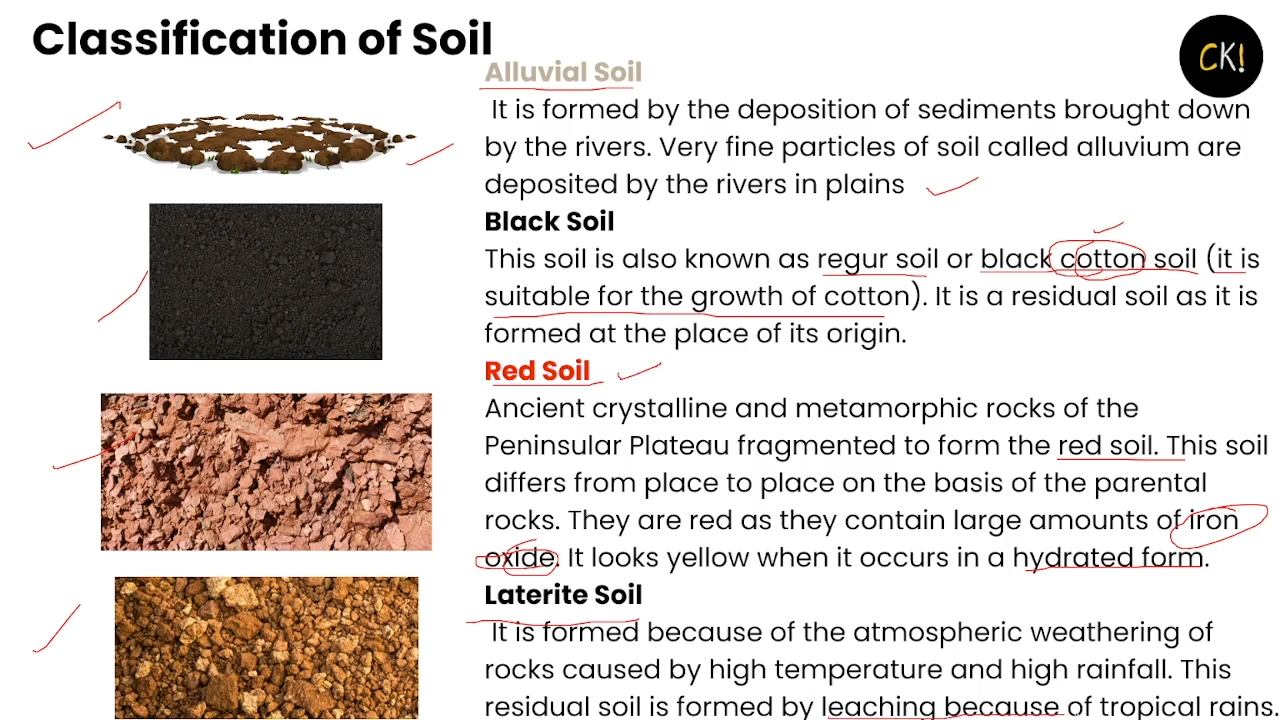 Classification of Soil
CK!
Alluvial Soil
It is formed by the deposition of sediments brought down
by the rivers. Very fine particles of soil called alluvium are
deposited by the rivers in plains
Black Soil
This soil is also known as regur soil or black cotton soil (it is
suitable for the growth of cotton). It is a residual soil as it is
formed at the place of its origin.
Red Soil
Ancient crystalline and metamorphic rocks of the
Peninsular Plateau fragmented to form the red soil. This soil
differs from place to place on the basis of the parental
rocks. They are red as they contain large amounts of iron
oxide. It looks yellow when it occurs in a hydrated form.
Laterite Soil
It is formed because of the atmospheric weathering of
rocks caused by high temperature and high rainfall. This
residual soil is formed by leaching because of tropical rains.